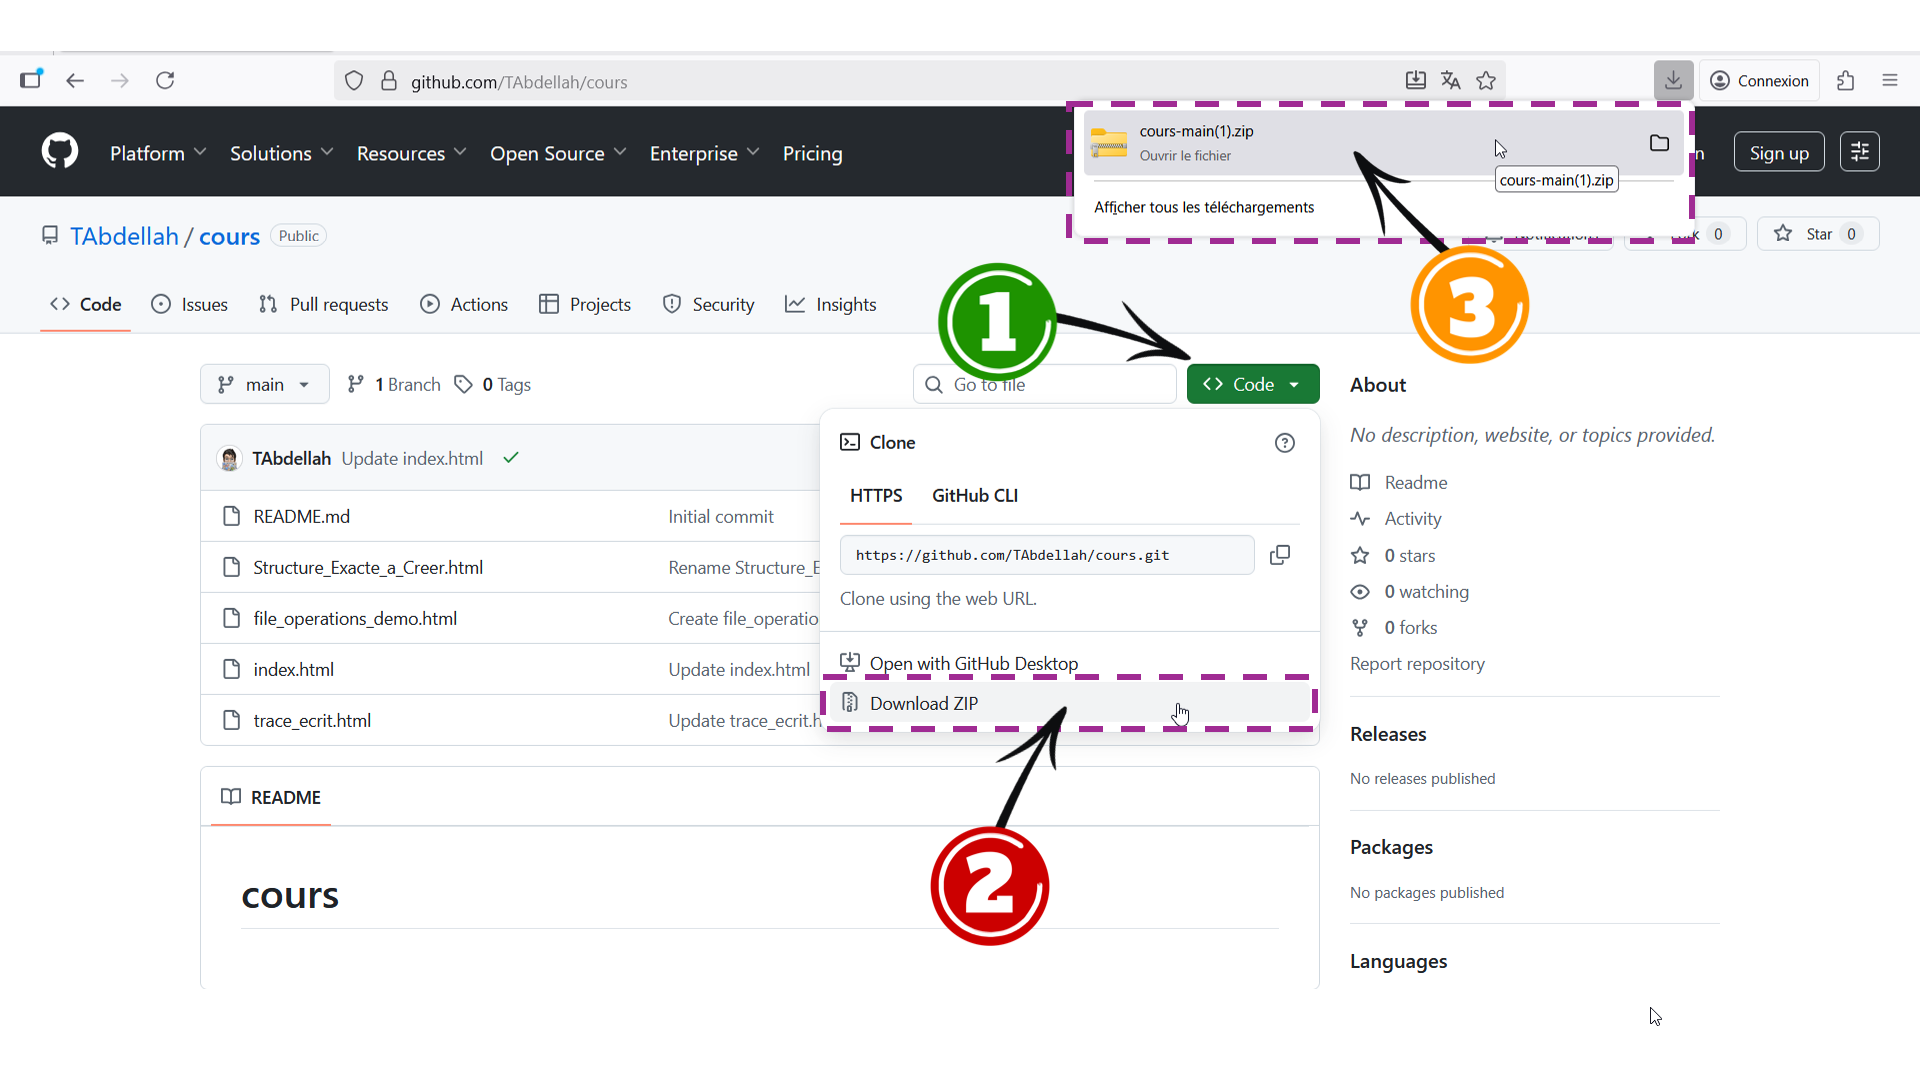 github.com/TAbdellah/cours
Connexion
Platform Solutions Resources Open Source Enterprise Pricing
Sign up
cours-main(1).zip
Ouvrir le fichier
cours-main(1).zip
Afficher tous les téléchargements
TAbdellah / cours Public
0
Star 0
Code Issues Pull requests Actions Projects Security Insights
1
3
main 1 Branch 0 Tags
Go to file
Code
About
No description, website, or topics provided.
Readme
Activity
0 stars
0 watching
0 forks
Report repository
TAbdellah Update index.html
README.md Initial commit
Structure_Exacte_a_Creer.html Rename Structure_E
file_operations_demo.html Create file_operatio
index.html Update index.html
trace_ecrit.html Update trace_ecrit.h
Clone
HTTPS GitHub CLI
https://github.com/TAbdellah/cours.git
Clone using the web URL.
Open with GitHub Desktop
Download ZIP
2
Releases
No releases published
Packages
No packages published
Languages
README
cours